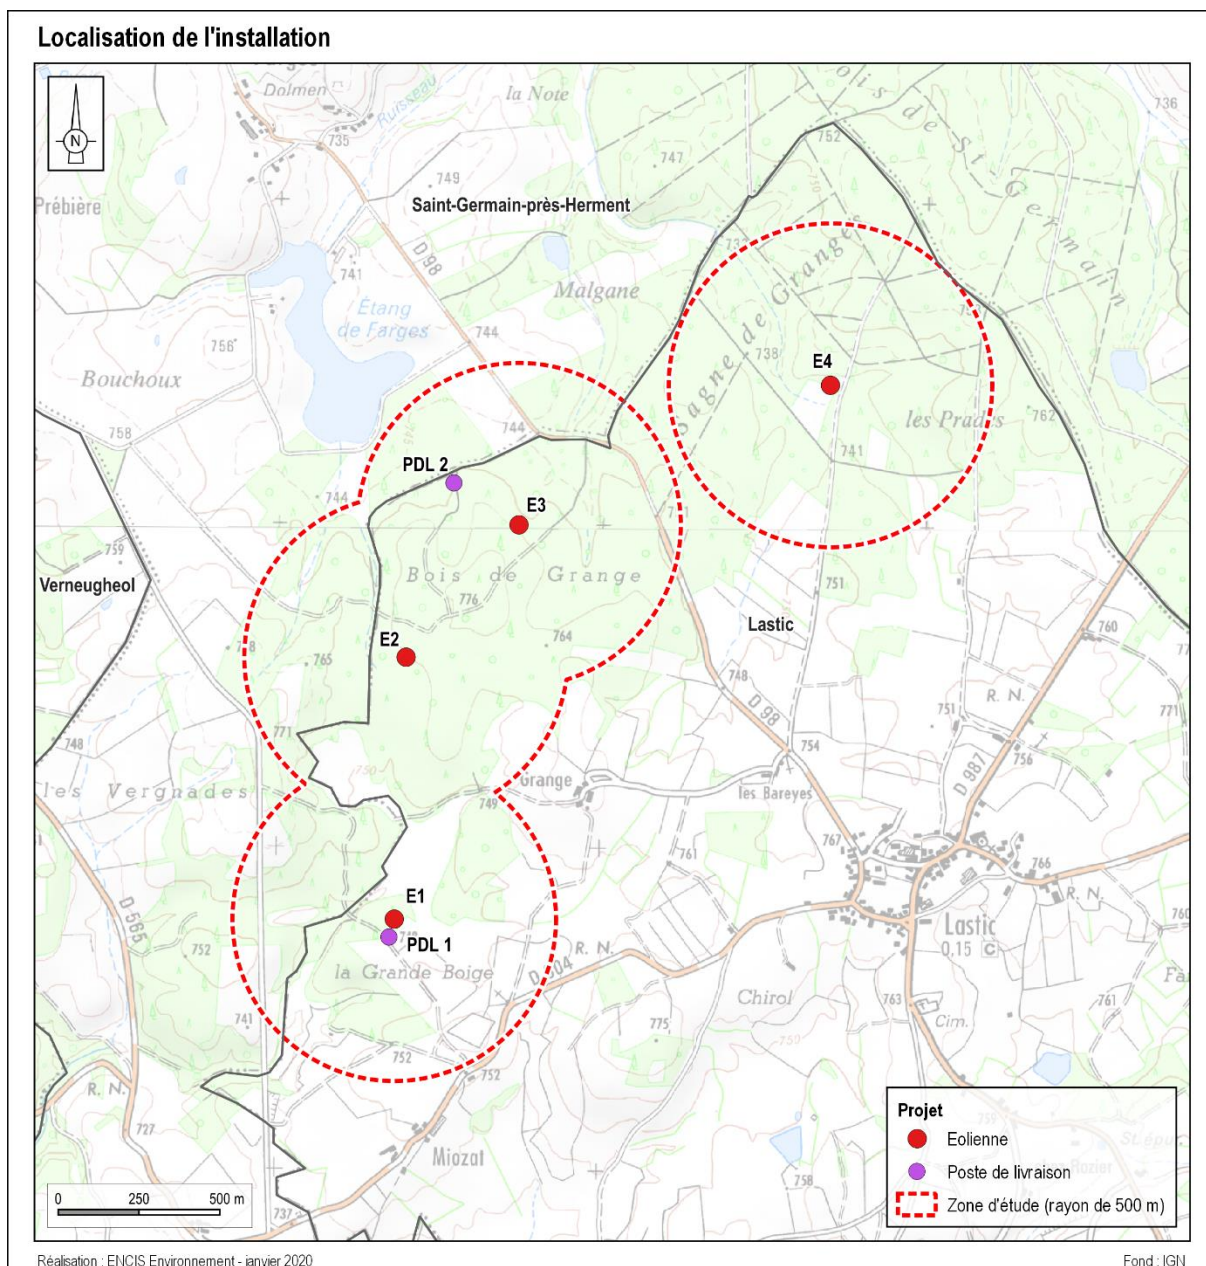 Localisation de l'installation
Dolmen
Ruisseau
la Note
736
N
735
752
Bois de St Germain
747
749
Prébière
Saint-Germain-près-Herment
741
D 98
Étang
de Farges
Malgane
Sagne de Granges
756
744
738
E4
Bouchoux
les Prades
762
758
744
741
PDL 2
E3
744
759
Bois de Grange
751
Verneugheol
776
Lastic
760
E2
764
765
748
R. N.
771
D 98
751
771
748
754
756
les Vergnades
750
Grange
749
les Bareyes
D 987
767
761
766
E1
R. N.
D 565
PDL 1
R. N.
Lastic
760
752
0,15 C
la Grande Boige
D 604
Chirol
763
761
741
775
Cim.
752
750
R. N.
752
Projet
727
Eolienne
759
Miozat
Poste de livraison
0 250 500 m
758
Zone d'étude (rayon de 500 m)
737
Réalisation : ENCIS Environnement - janvier 2020
Fond : IGN